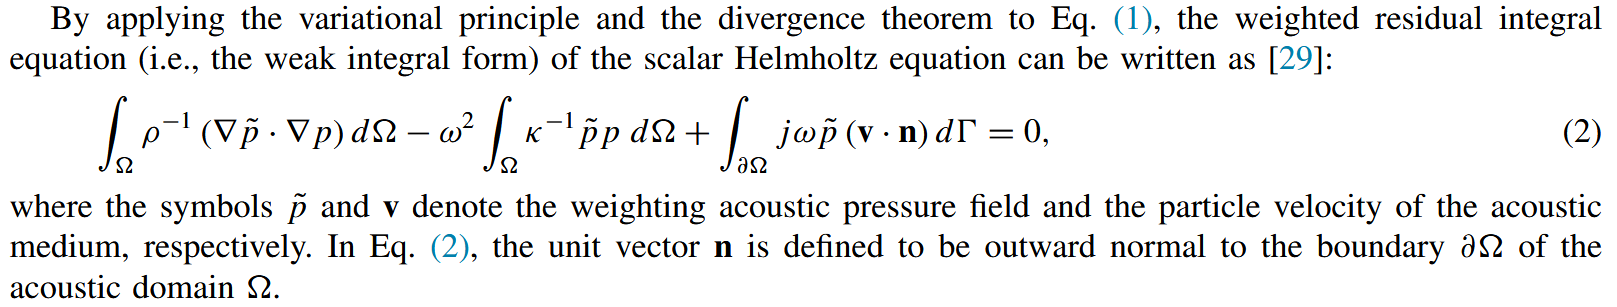 By applying the variational principle and the divergence theorem to Eq. (1), the weighted residual integral
equation (i.e., the weak integral form) of the scalar Helmholtz equation can be written as [29]:
∫_Ω ρ⁻¹ (∇p̃ · ∇p) dΩ − ω² ∫_Ω κ⁻¹ p̃p dΩ + ∫_∂Ω jωp̃ (v · n) dΓ = 0, (2)
where the symbols p̃ and v denote the weighting acoustic pressure field and the particle velocity of the acoustic
medium, respectively. In Eq. (2), the unit vector n is defined to be outward normal to the boundary ∂Ω of the
acoustic domain Ω.